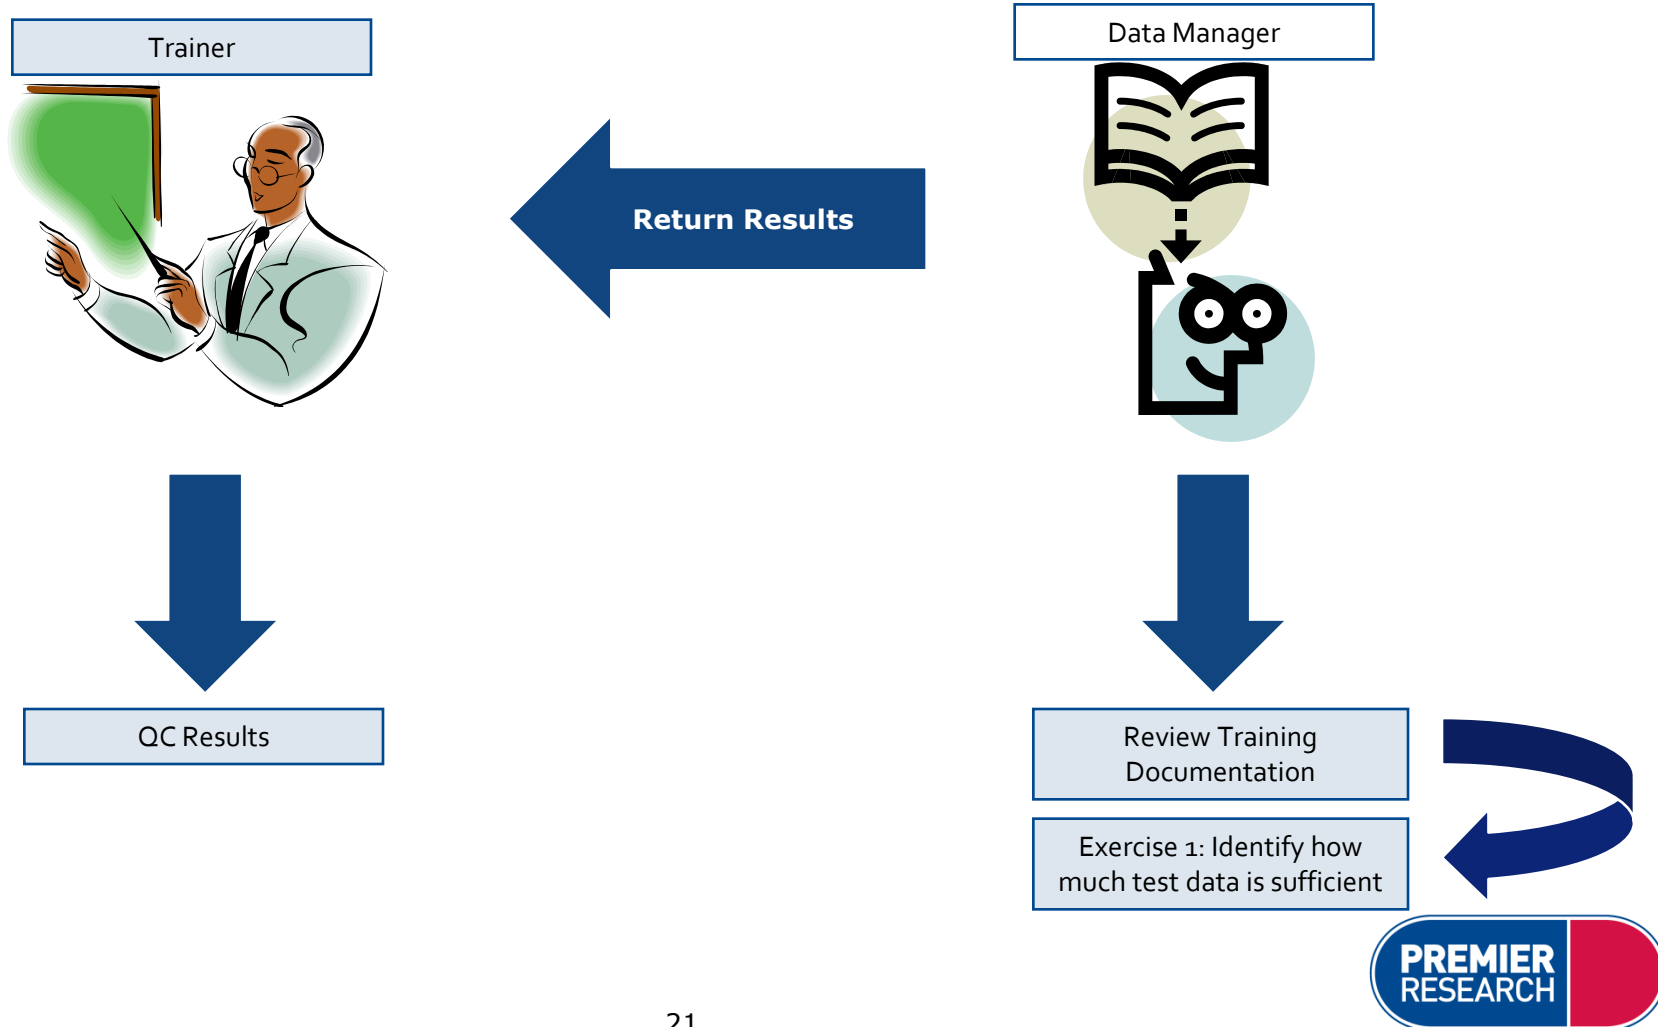 Trainer
Data Manager
Return Results
QC Results
Review Training
Documentation
Exercise 1: Identify how
much test data is sufficient
PREMIER
RESEARCH
21